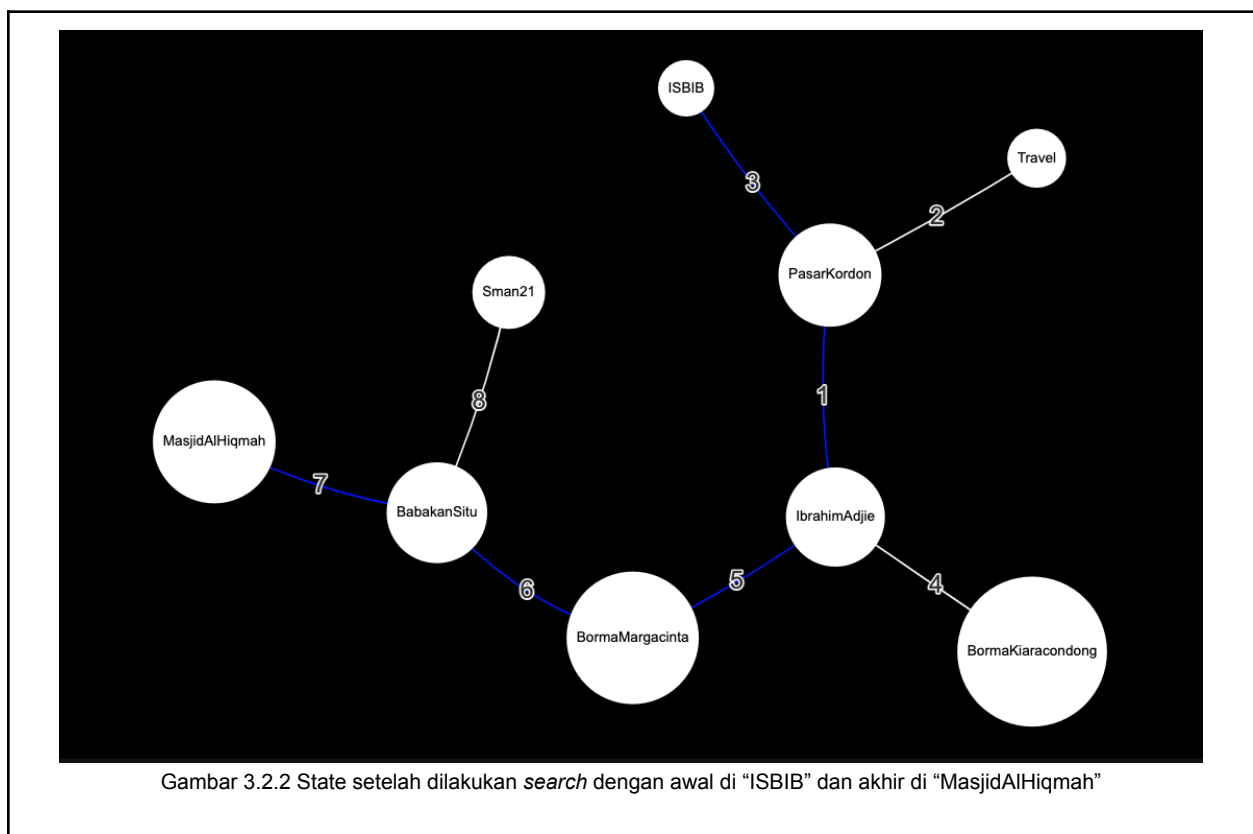 ISBIB
Travel
3
2
PasarKordon
Sman21
1
8
MasjidAlHiqmah
7
BabakanSitu
IbrahimAdjie
5
4
6
BormaMargacinta
BormaKiaracondong
Gambar 3.2.2 State setelah dilakukan search dengan awal di “ISBIB” dan akhir di “MasjidAlHiqmah”